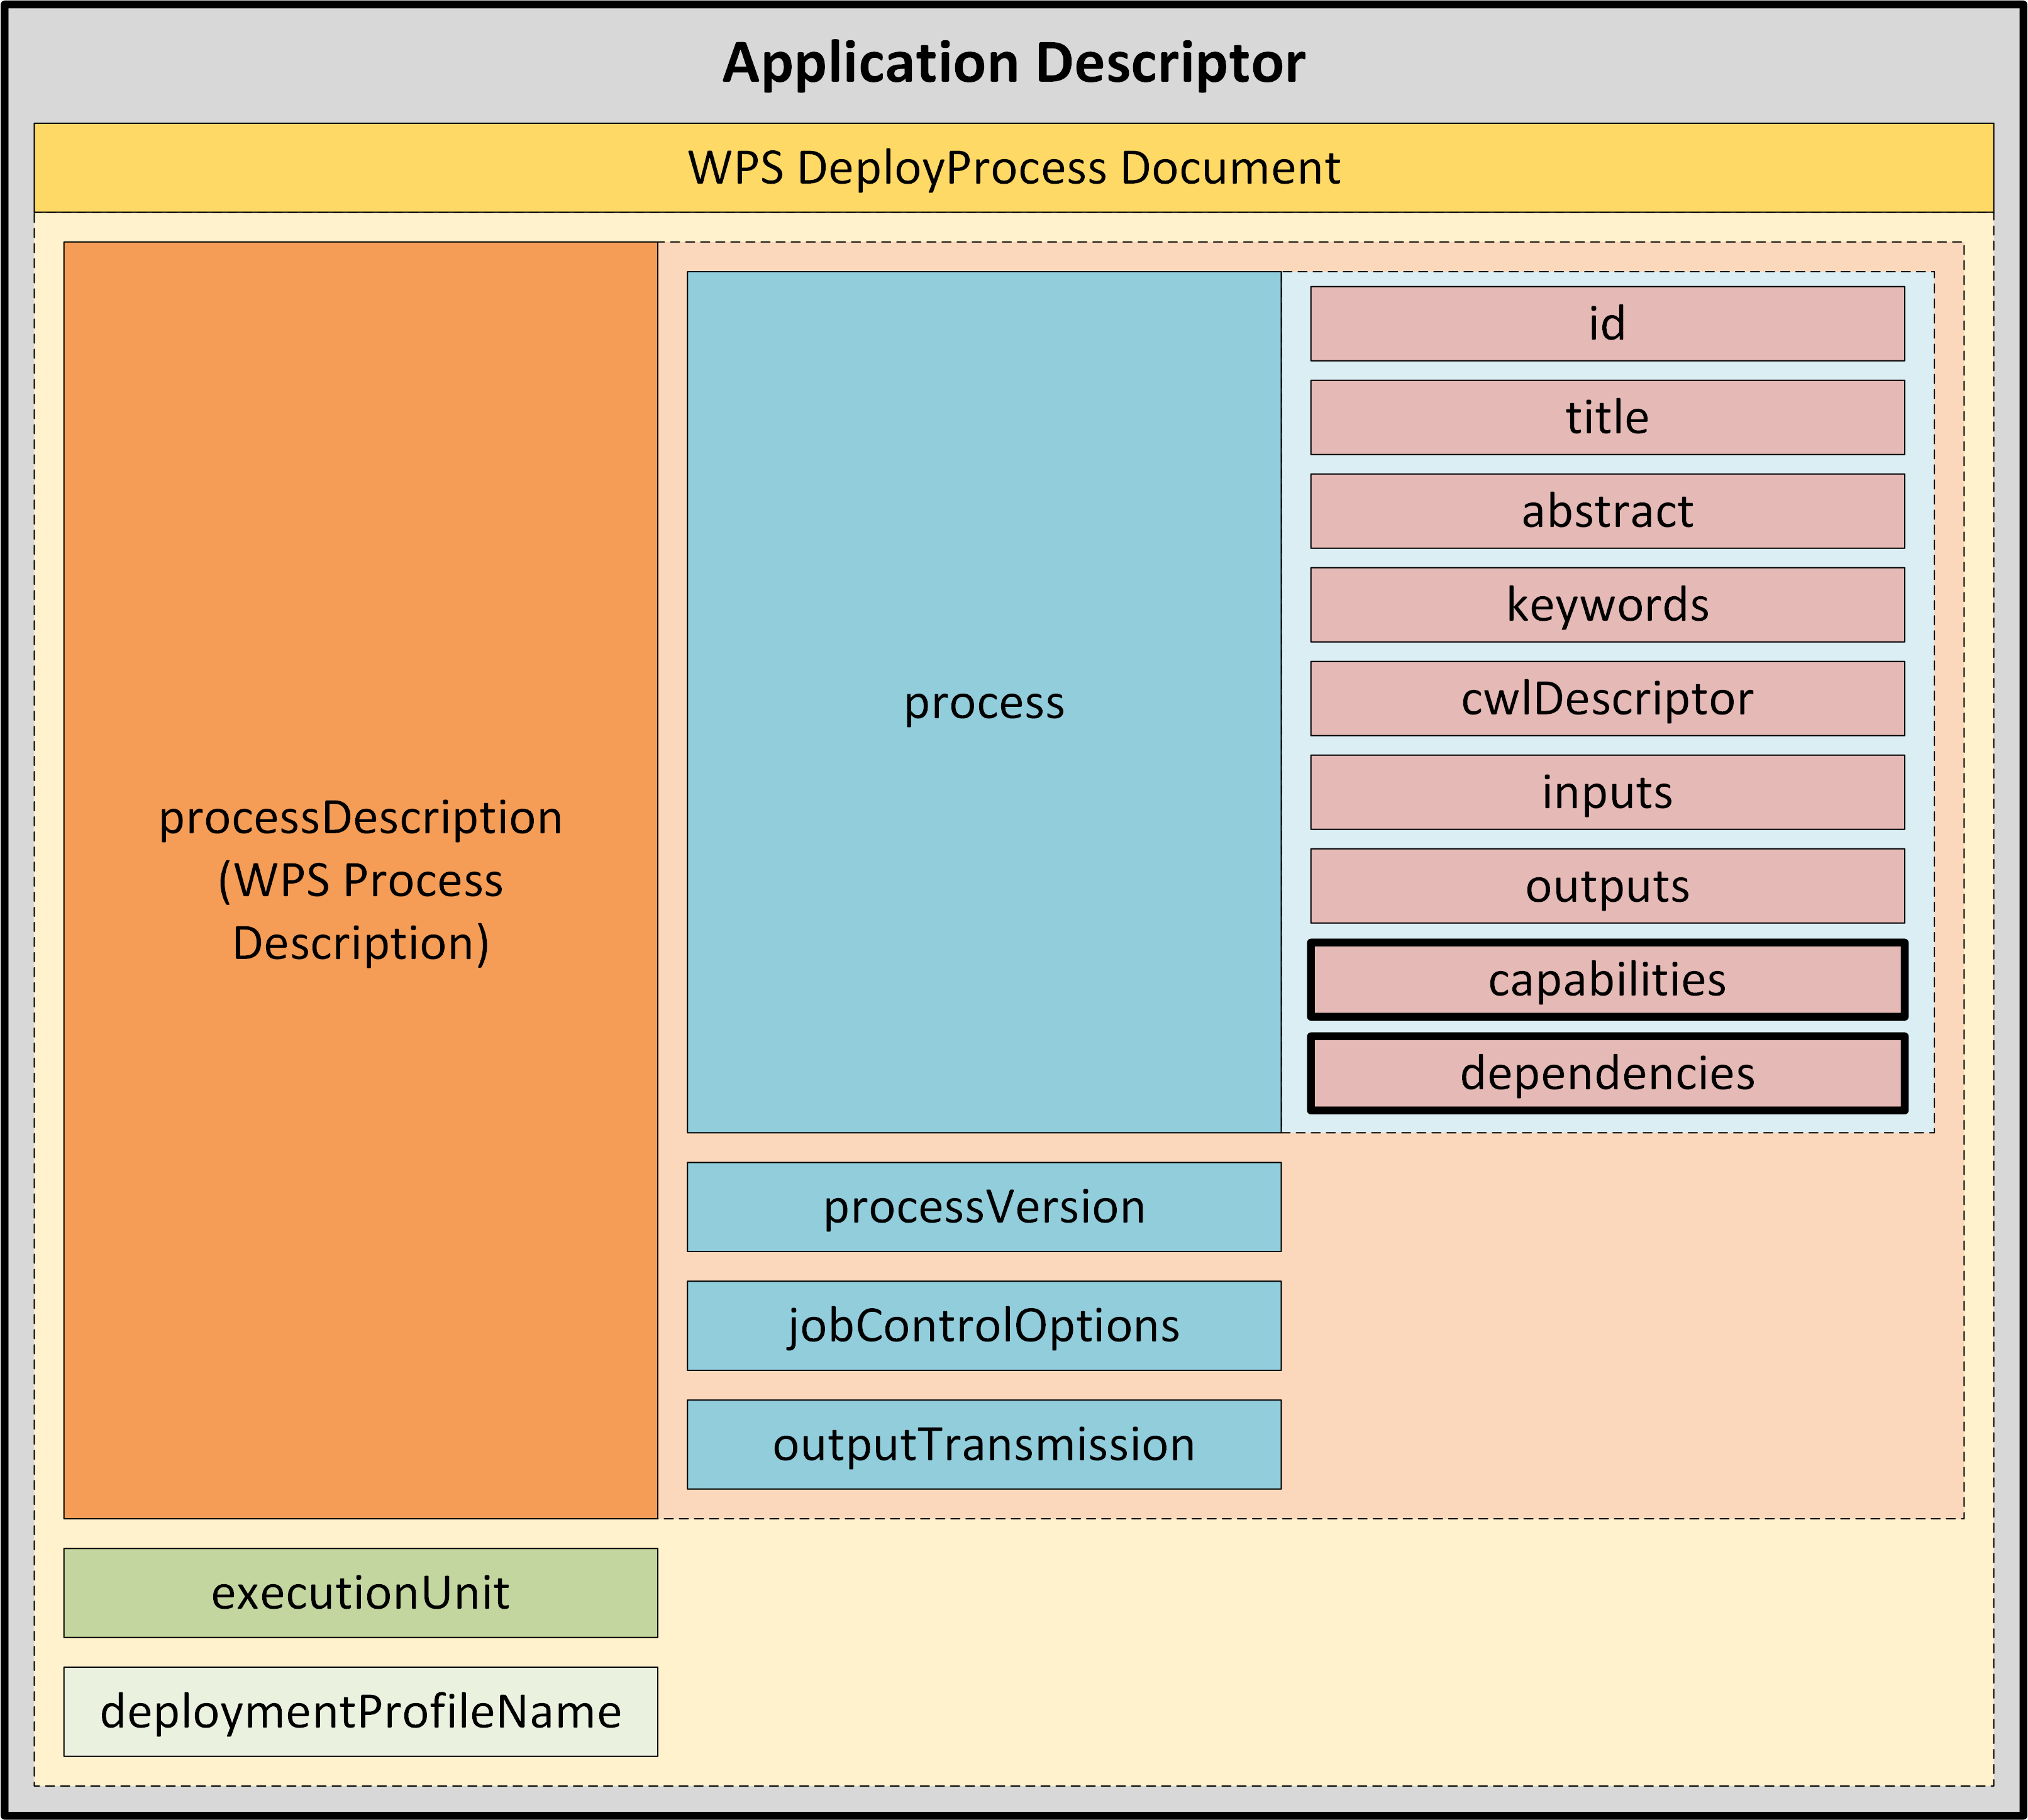 Application Descriptor
WPS DeployProcess Document
processDescription
(WPS Process
Description)
process
id
title
abstract
keywords
cwlDescriptor
inputs
outputs
capabilities
dependencies
processVersion
jobControlOptions
outputTransmission
executionUnit
deploymentProfileName